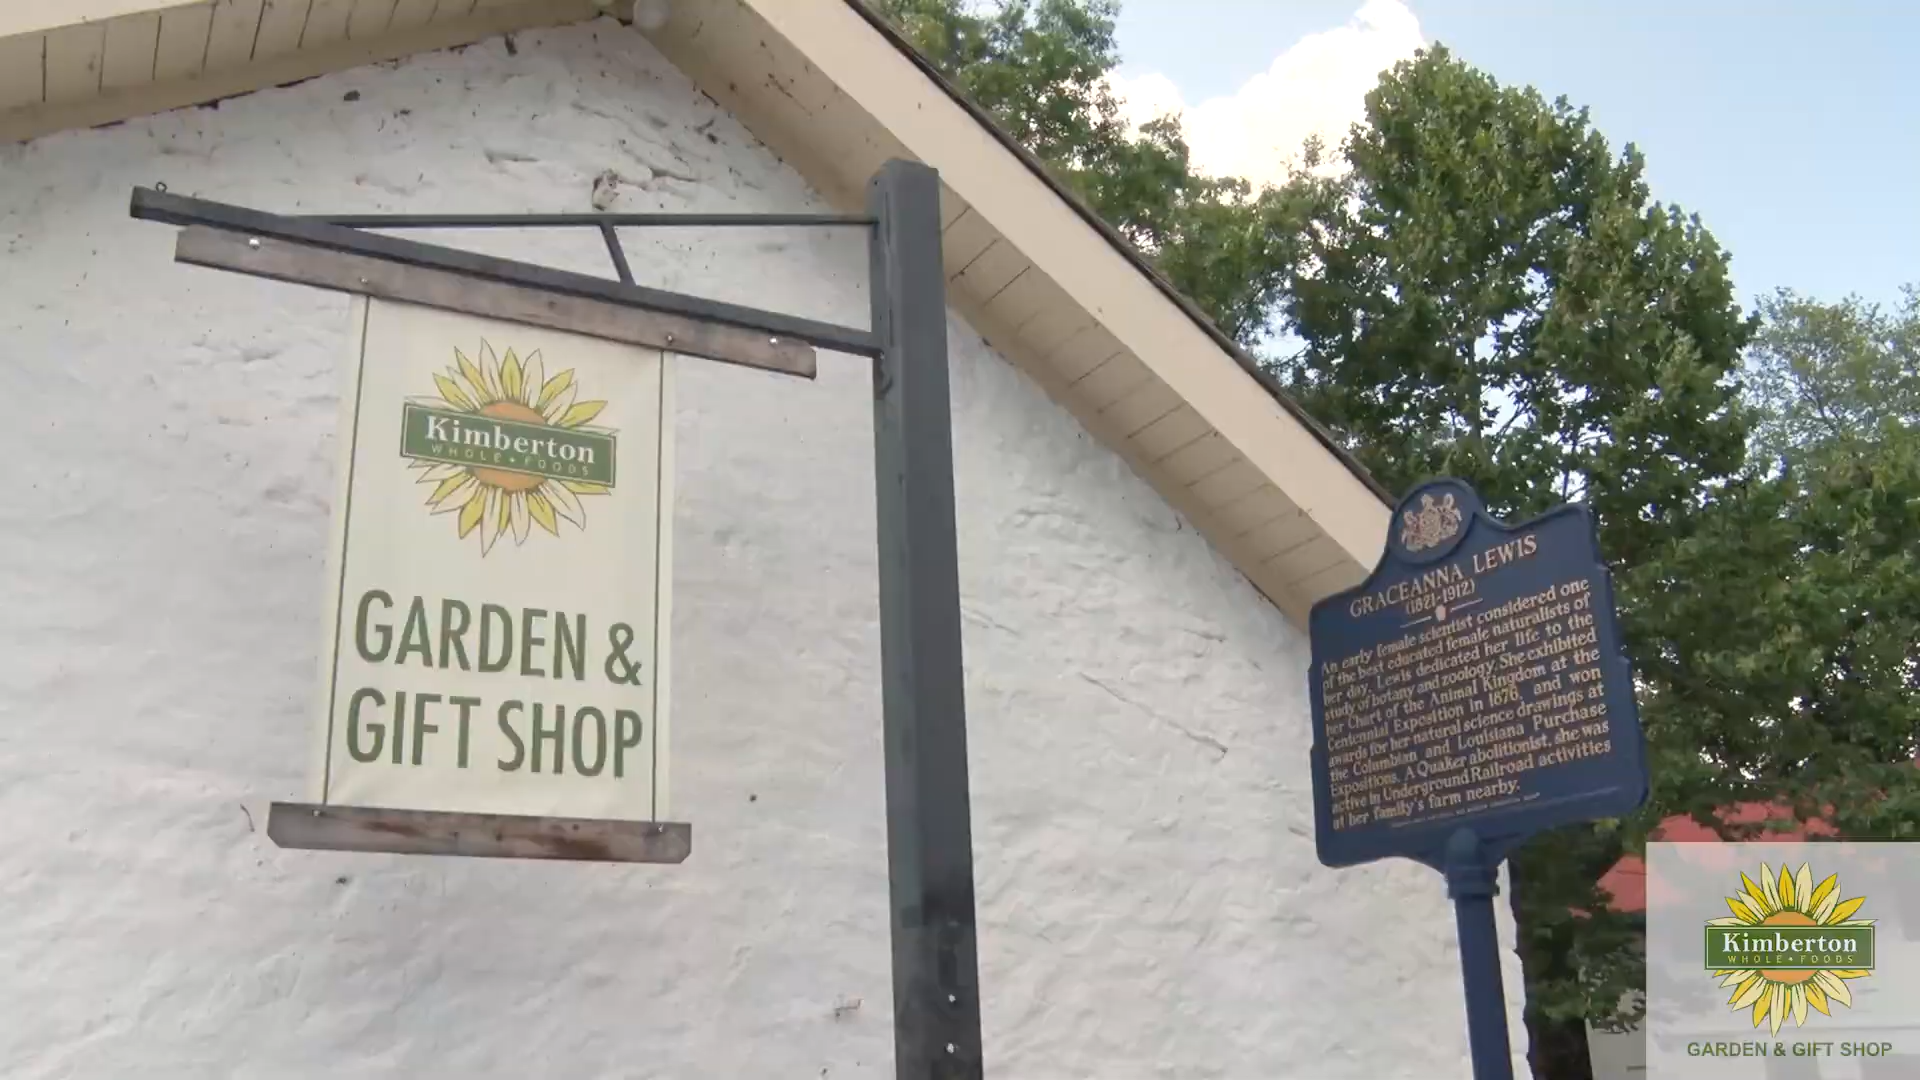 Kimberton
WHOLE • FOODS
GARDEN &
GIFT SHOP
GRACEANNA LEWIS
(1821-1912)
An early female scientist considered one
of the best educated female naturalists of
her day, Lewis dedicated her life to the
study of botany and zoology. She exhibited
her Chart of the Animal Kingdom at the
Centennial Exposition in 1876, and won
awards for her natural science drawings at
the Columbian and Louisiana Purchase
Expositions. A Quaker abolitionist, she was
active in Underground Railroad activities
at her family's farm nearby.
Kimberton
WHOLE • FOODS
GARDEN & GIFT SHOP